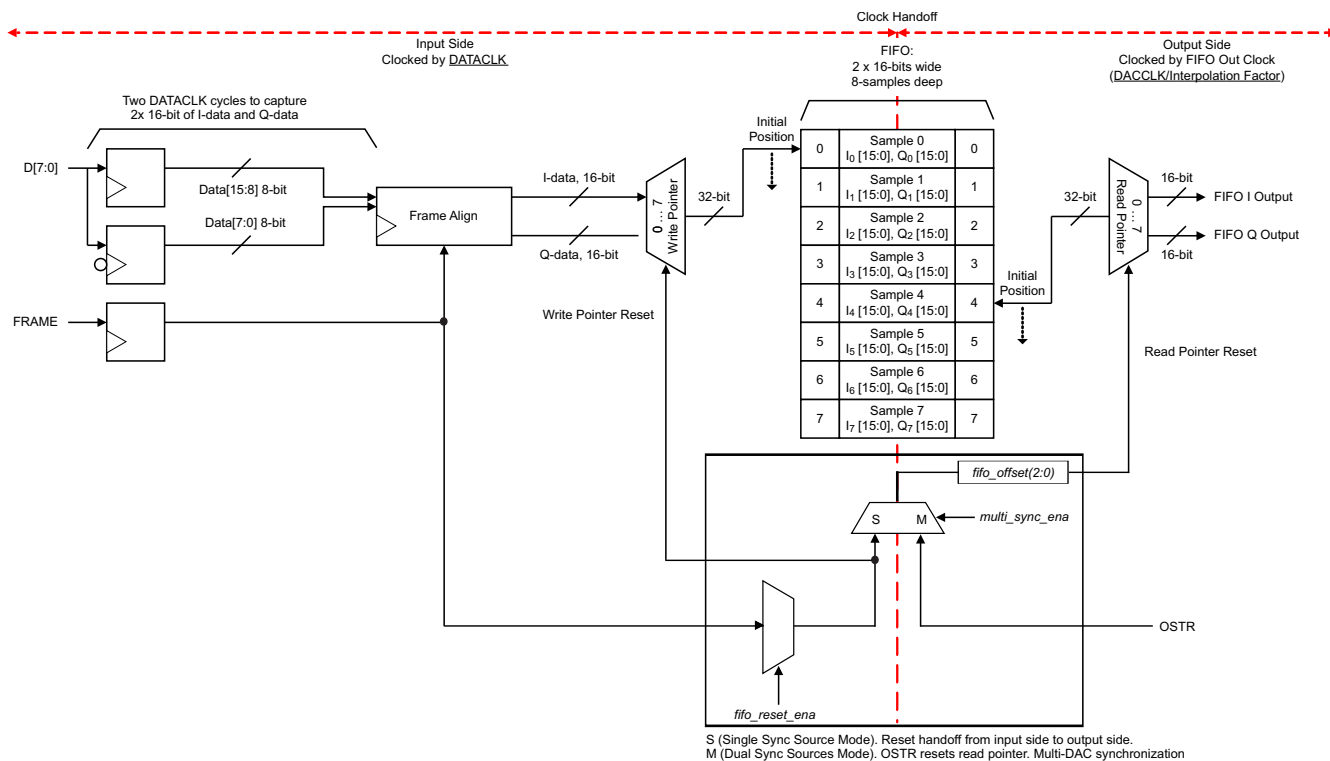 Clock Handoff
Input Side
Clocked by DATACLK
FIFO:
2 x 16-bits wide
8-samples deep
Output Side
Clocked by FIFO Out Clock
(DACCLK/Interpolation Factor)
Two DATACLK cycles to capture
2x 16-bit of I-data and Q-data
Initial
Position
D[7:0]
Data[15:8] 8-bit
Data[7:0] 8-bit
Frame Align
I-data, 16-bit
Q-data, 16-bit
0 ... 7
Write Pointer
32-bit
0
Sample 0
I0 [15:0], Q0 [15:0]
0
1
Sample 1
I1 [15:0], Q1 [15:0]
1
2
Sample 2
I2 [15:0], Q2 [15:0]
2
3
Sample 3
I3 [15:0], Q3 [15:0]
3
4
Sample 4
I4 [15:0], Q4 [15:0]
4
5
Sample 5
I5 [15:0], Q5 [15:0]
5
6
Sample 6
I6 [15:0], Q6 [15:0]
6
7
Sample 7
I7 [15:0], Q7 [15:0]
7
Initial
Position
32-bit
0 ... 7
Read Pointer
16-bit
FIFO I Output
FIFO Q Output
16-bit
FRAME
Write Pointer Reset
Read Pointer Reset
fifo_offset(2:0)
S
M
multi_sync_ena
OSTR
fifo_reset_ena
S (Single Sync Source Mode). Reset handoff from input side to output side.
M (Dual Sync Sources Mode). OSTR resets read pointer. Multi-DAC synchronization